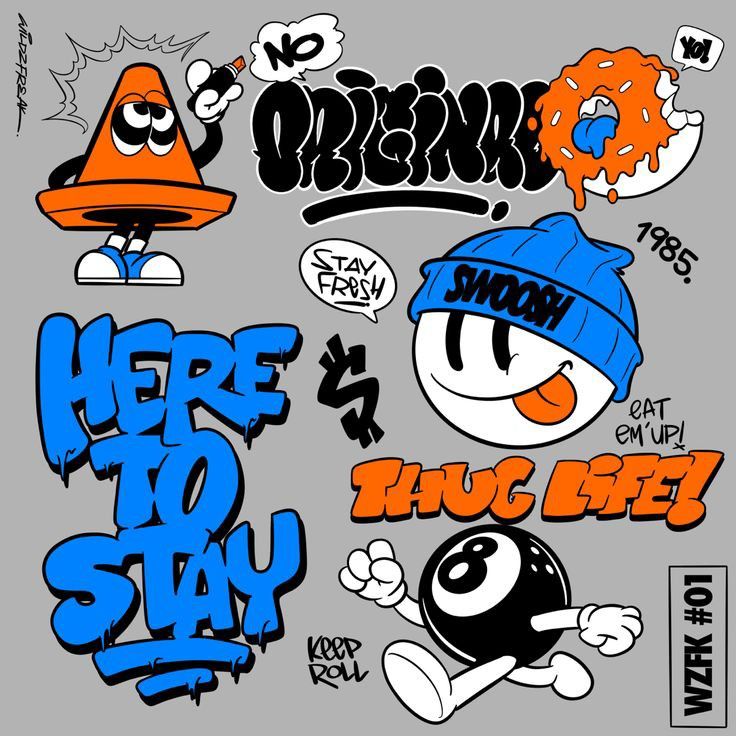 WILDZFREAK
NO
ORIGINAL
YO!
1985.
STAY
FRESH
SWOOSH
HERE
TO
STAY
$
EAT
EM'UP!
THUG LIFE!
8
KEEP
ROLL
WZFK #01